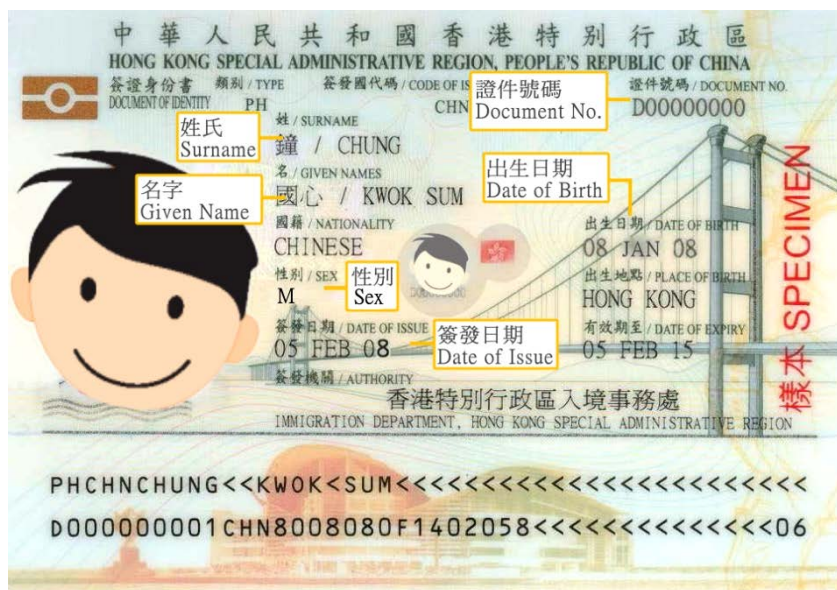 中華人民共和國香港特別行政區
HONG KONG SPECIAL ADMINISTRATIVE REGION, PEOPLE'S REPUBLIC OF CHINA
簽證身份書 類別 / TYPE 簽發國代碼 / CODE OF IS 證件號碼 / DOCUMENT NO.
DOCUMENT OF IDENTITY PH CHN D00000000
證件號碼
Document No.
姓 / SURNAME
姓氏
Surname
鐘 / CHUNG
名 / GIVEN NAMES
名字
Given Name
國心 / KWOK SUM
出生日期
Date of Birth
國籍 / NATIONALITY 出生日期 / DATE OF BIRTH
CHINESE 08 JAN 08
性別 / SEX 出生地點 / PLACE OF BIRTH
M HONG KONG
性別
Sex
簽發日期 / DATE OF ISSUE 有效期至 / DATE OF EXPIRY
05 FEB 08 05 FEB 15
簽發日期
Date of Issue
簽發機關 / AUTHORITY
香港特別行政區入境事務處
IMMIGRATION DEPARTMENT, HONG KONG SPECIAL ADMINISTRATIVE REGION
樣本 SPECIMEN
PHCHNCHUNG<<KWOK<SUM<<<<<<<<<<<<<<<<<<<<<<<<
D000000001CHN8008080F1402058<<<<<<<<<<<<<<06